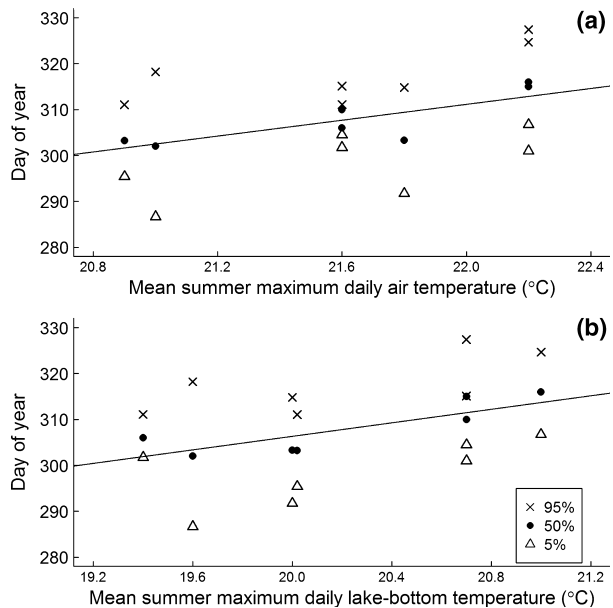 (a)
330
320
310
300
290
280
Day of year
20.8 21.2 21.6 22.0 22.4
Mean summer maximum daily air temperature (°C)
(b)
330
320
310
300
290
280
Day of year
95%
50%
5%
19.2 19.6 20.0 20.4 20.8 21.2
Mean summer maximum daily lake-bottom temperature (°C)